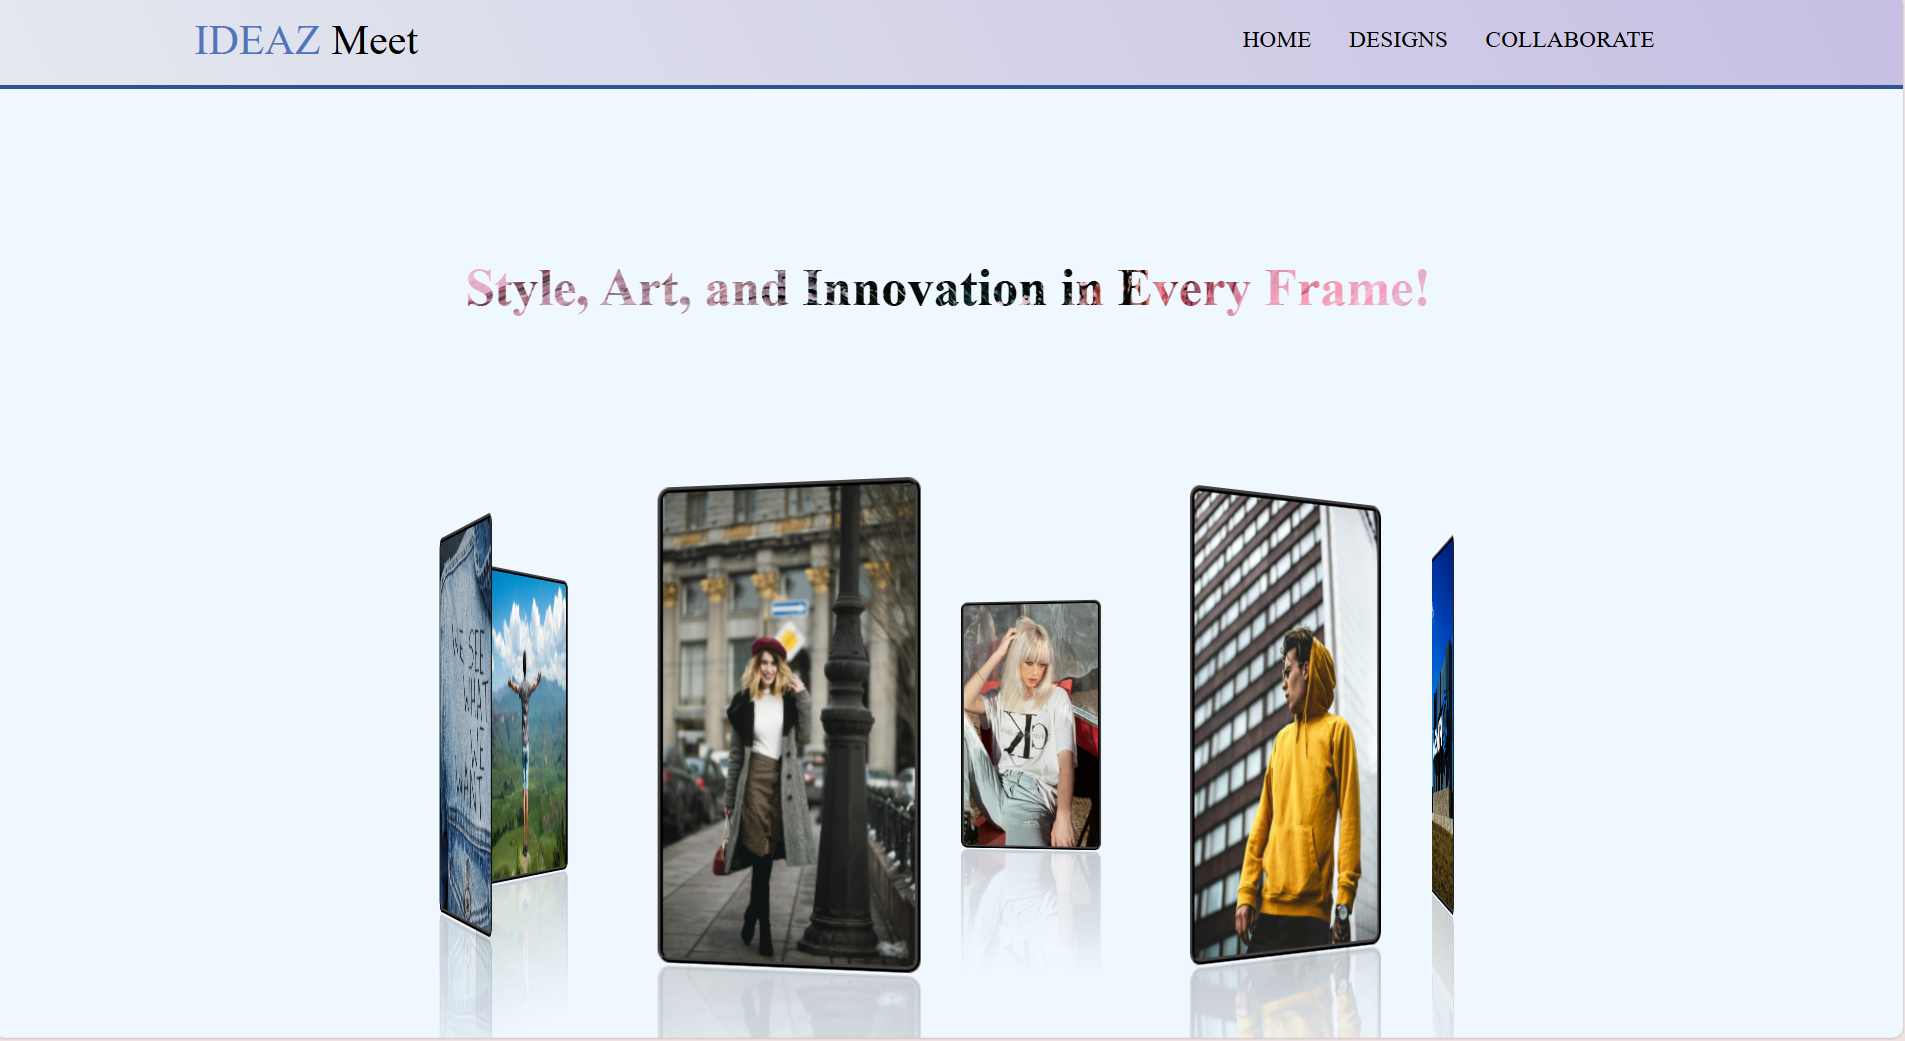 IDEAZ Meet
HOME DESIGNS COLLABORATE
Style, Art, and Innovation in Every Frame!
WE SEE
WHAT
WE
WANT